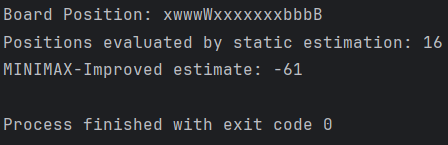 Board Position: xwwwWxxxxxxxbbbB
Positions evaluated by static estimation: 16
MINIMAX-Improved estimate: -61
Process finished with exit code 0